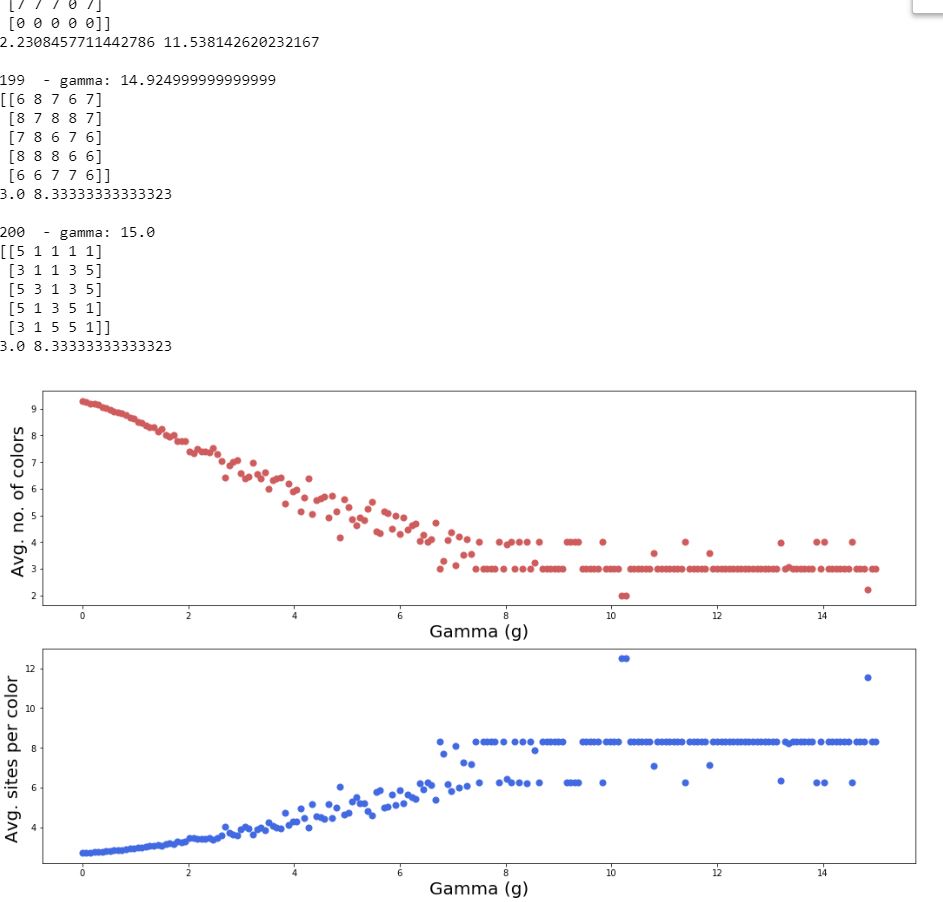 [7 7 7 0 7]
[0 0 0 0 0]]
2.2308457711442786 11.538142620232167
199 - gamma: 14.924999999999999
[[6 8 7 6 7]
[8 7 8 8 7]
[7 8 6 7 6]
[8 8 8 6 6]
[6 6 7 7 6]]
3.0 8.33333333333323
200 - gamma: 15.0
[[5 1 1 1 1]
[3 1 1 3 5]
[5 3 1 3 5]
[5 1 3 5 1]
[3 1 5 5 1]]
3.0 8.33333333333323
Avg. no. of colors
9
8
7
6
5
4
3
2
0 2 4 6 8 10 12 14
Gamma (g)
Avg. sites per color
12
10
8
6
4
0 2 4 6 8 10 12 14
Gamma (g)